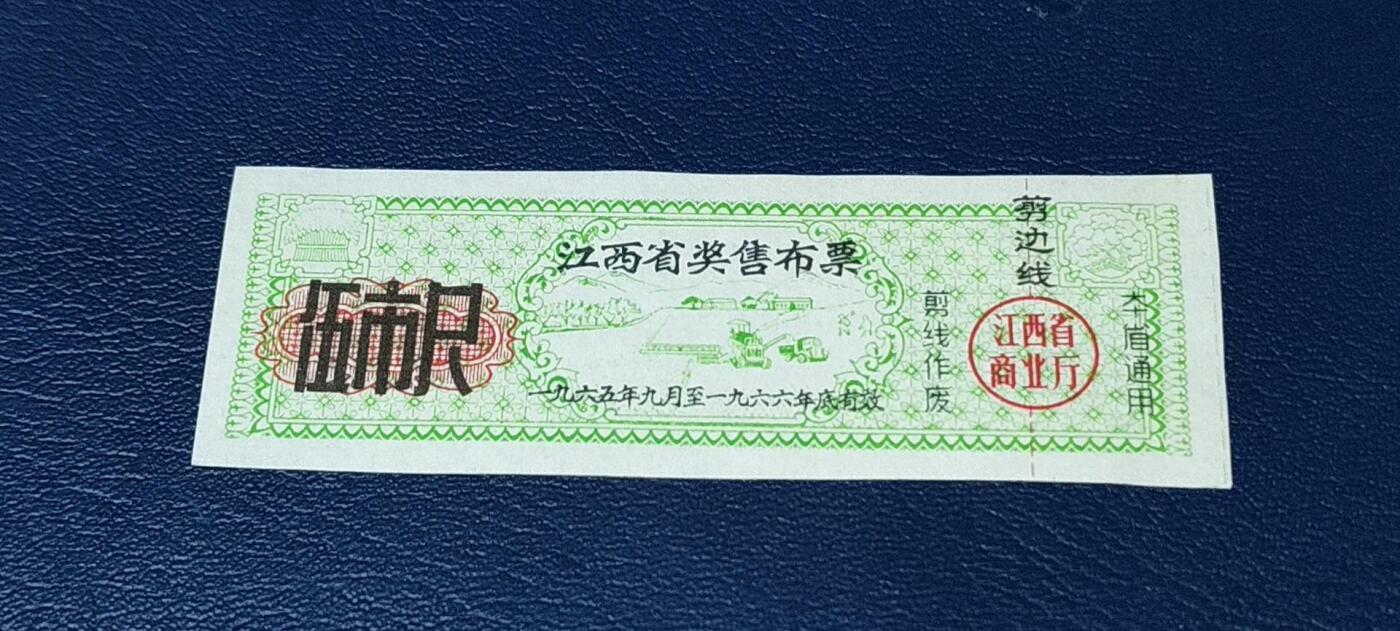 江西省奖售布票
伍市尺
一九六五年九月至一九六六年底有效
剪线作废
剪边线
江西省
商业厅
本省通用